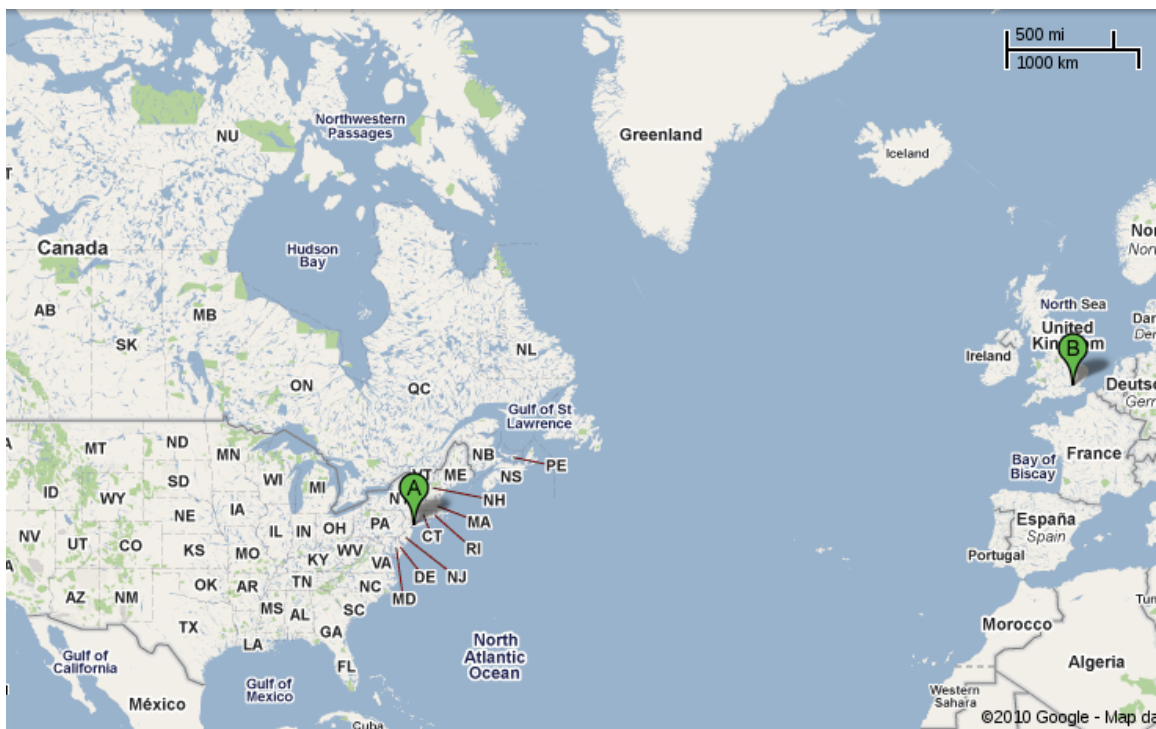 500 mi
1000 km
Northwestern
Passages
NU
Greenland
Iceland
Canada
Hudson
Bay
North Sea
AB
MB
United
Kingdom
SK
NL
Ireland
B
ON
QC
Gulf of St
Lawrence
France
MT
ND
MN
NB
PE
Bay of
Biscay
VT
ME
NS
ID
SD
WI
MI
A
NH
WY
MA
NE
IA
PA
España
Spain
NV
UT
CO
IL
IN
OH
CT
RI
KS
MO
KY
WV
VA
Portugal
OK
AR
TN
NC
DE
NJ
AZ
NM
MS
AL
SC
MD
TX
GA
Morocco
LA
North
Atlantic
Ocean
Gulf of
California
FL
Algeria
Gulf of
Mexico
México
Western
Sahara
Cuba
©2010 Google - Map da